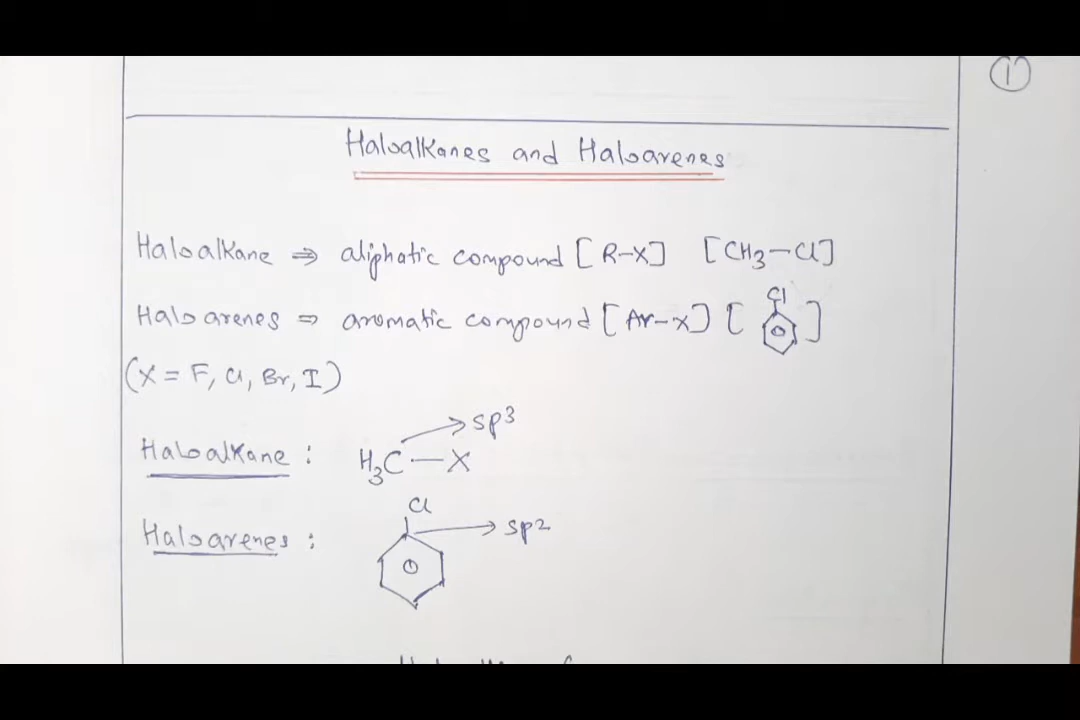 1
Haloalkanes and Haloarenes
Haloalkane ⇒ aliphatic compound [R-X] [CH3-Cl]
Haloarenes ⇒ aromatic compound [Ar-X] [Cl]
(X = F, Cl, Br, I)
Haloalkane : H3C-X → sp3
Haloarenes : Cl → sp2